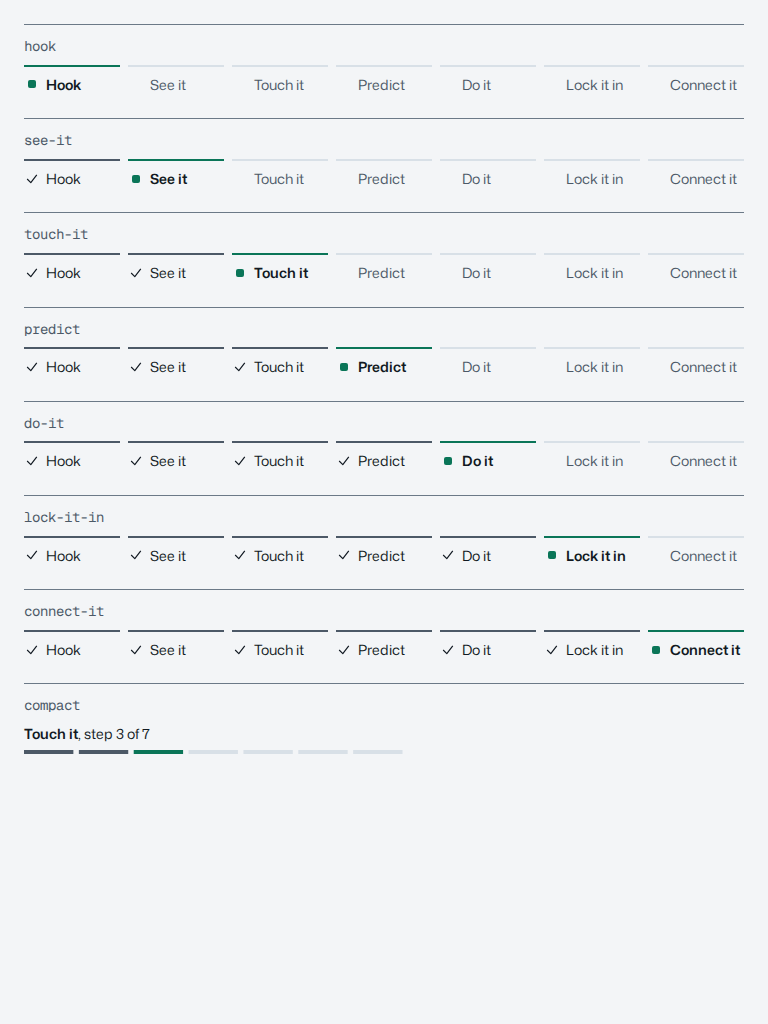 hook
Hook See it Touch it Predict Do it Lock it in Connect it
see-it
Hook See it Touch it Predict Do it Lock it in Connect it
touch-it
Hook See it Touch it Predict Do it Lock it in Connect it
predict
Hook See it Touch it Predict Do it Lock it in Connect it
do-it
Hook See it Touch it Predict Do it Lock it in Connect it
lock-it-in
Hook See it Touch it Predict Do it Lock it in Connect it
connect-it
Hook See it Touch it Predict Do it Lock it in Connect it
compact
Touch it, step 3 of 7